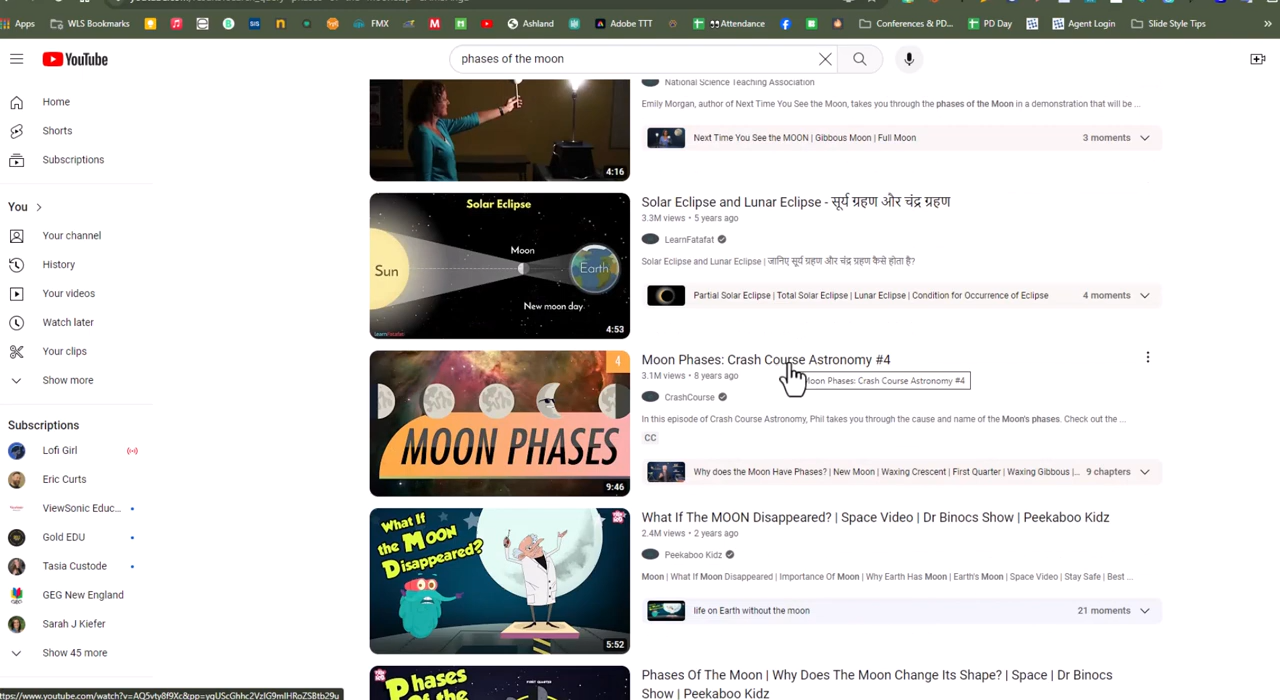 Apps
WLS Bookmarks
FMX
Ashland
Adobe TTT
Attendance
Conferences & PD...
PD Day
Agent Login
Slide Style Tips
YouTube
phases of the moon
Home
Shorts
Subscriptions
You
Your channel
History
Your videos
Watch later
Your clips
Show more
Subscriptions
Lofi Girl
Eric Curts
ViewSonic Educ...
Gold EDU
Tasia Custode
GEG New England
Sarah J Kiefer
Show 45 more
4:16
National Science Teaching Association
Emily Morgan, author of Next Time You See the Moon, takes you through the phases of the Moon in a demonstration that will be ...
Next Time You See the MOON | Gibbous Moon | Full Moon
3 moments
Solar Eclipse
Sun
Moon
Earth
New moon day
4:53
Solar Eclipse and Lunar Eclipse - सूर्य ग्रहण और चंद्र ग्रहण
3.3M views • 5 years ago
LearnFatafat
Solar Eclipse and Lunar Eclipse | जानिए सूर्य ग्रहण और चंद्र ग्रहण कैसे होता है?
Partial Solar Eclipse | Total Solar Eclipse | Lunar Eclipse | Condition for Occurrence of Eclipse
4 moments
4
MOON PHASES
9:46
Moon Phases: Crash Course Astronomy #4
3.1M views • 8 years ago
Moon Phases: Crash Course Astronomy #4
CrashCourse
In this episode of Crash Course Astronomy, Phil takes you through the cause and name of the Moon's phases. Check out the ...
CC
Why does the Moon Have Phases? | New Moon | Waxing Crescent | First Quarter | Waxing Gibbous |...
9 chapters
What If
the MOON
Disappeared?
5:52
What If The MOON Disappeared? | Space Video | Dr Binocs Show | Peekaboo Kidz
2.4M views • 2 years ago
Peekaboo Kidz
Moon | What If Moon Disappeared | Importance Of Moon | Why Earth Has Moon | Earth's Moon | Space Video | Stay Safe | Best ...
life on Earth without the moon
21 moments
Phases
Phases Of The Moon | Why Does The Moon Change Its Shape? | Space | Dr Binocs
Show | Peekaboo Kidz